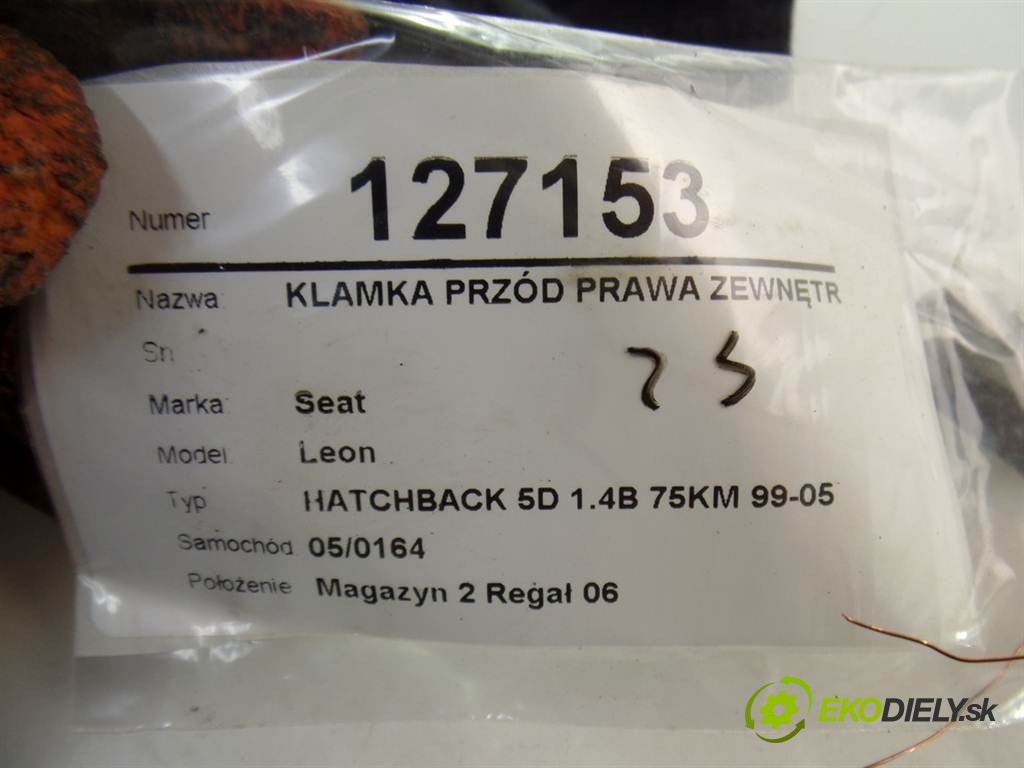 Numer 127153
Nazwa: KLAMKA PRZÓD PRAWA ZEWNĘTR
Sn
Marka: Seat
Model: Leon
Typ HATCHBACK 5D 1.4B 75KM 99-05
Samochód 05/0164
Położenie Magazyn 2 Regał 06
EKODIELY.sk